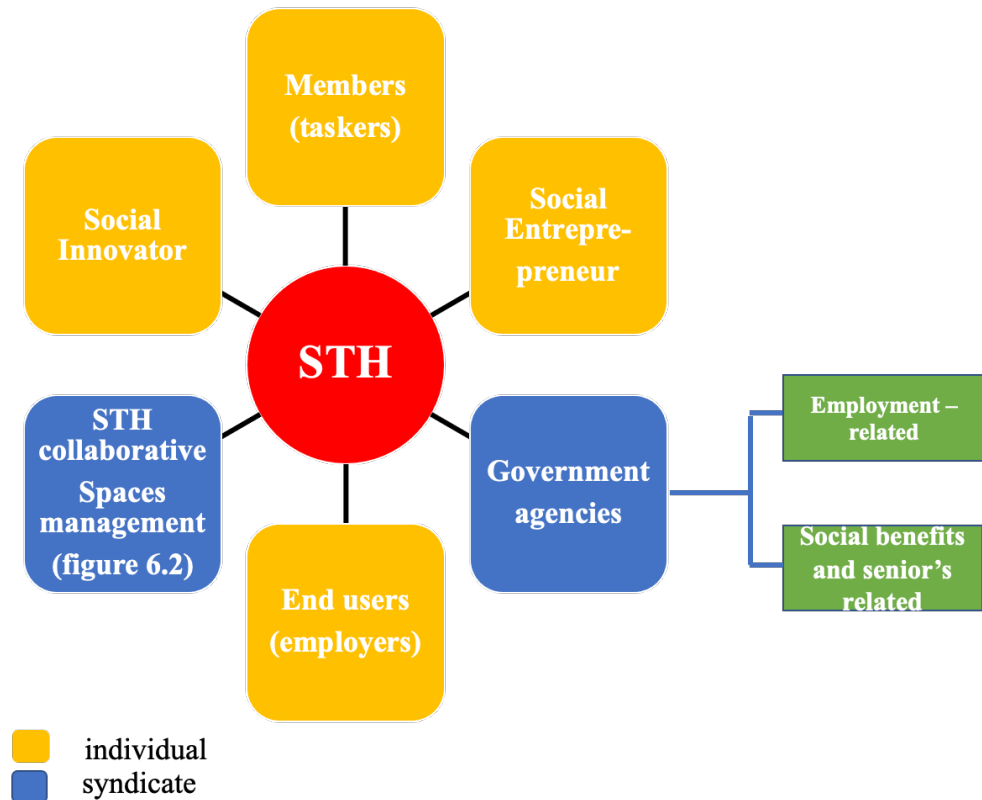 Members
(taskers)
Social
Innovator
Social
Entrepre-
preneur
STH
STH
collaborative
Spaces
management
(figure 6.2)
Government
agencies
Employment –
related
Social benefits
and senior’s
related
End users
(employers)
individual
syndicate